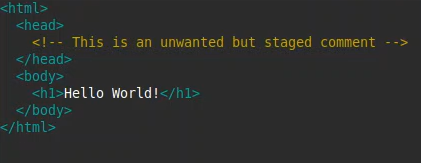 <html>
<head>
<!-- This is an unwanted but staged comment -->
</head>
<body>
<h1>Hello World!</h1>
</body>
</html>